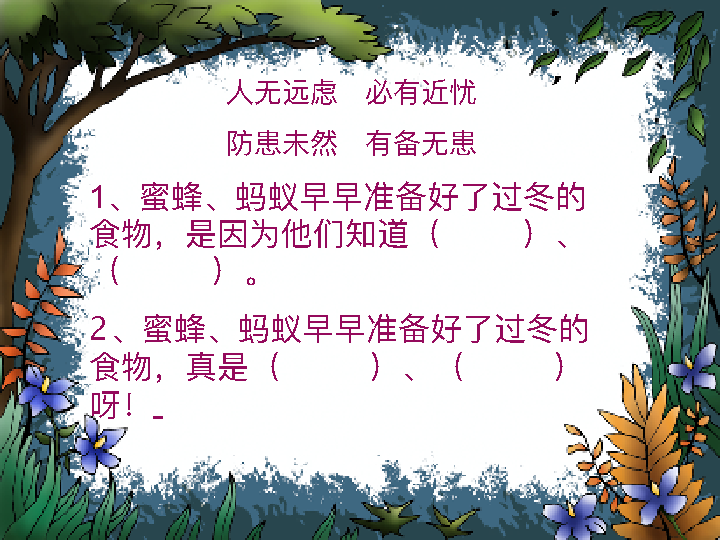 人无远虑　必有近忧
防患未然　有备无患
1、蜜蜂、蚂蚁早早准备好了过冬的
食物，是因为他们知道（　　）、
（　　）。
2、蜜蜂、蚂蚁早早准备好了过冬的
食物，真是（　　）、（　　）
呀！_